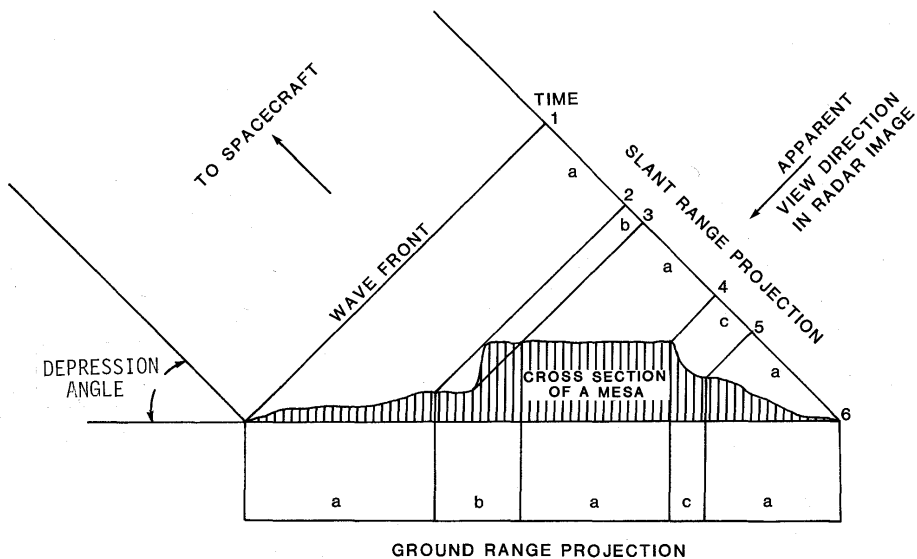 TIME
1
TO SPACECRAFT
SLANT RANGE PROJECTION
APPARENT
VIEW DIRECTION
IN RADAR IMAGE
a
2
b
3
WAVE FRONT
a
4
c
5
a
6
DEPRESSION
ANGLE
CROSS SECTION
OF A MESA
a
b
a
c
a
GROUND RANGE PROJECTION